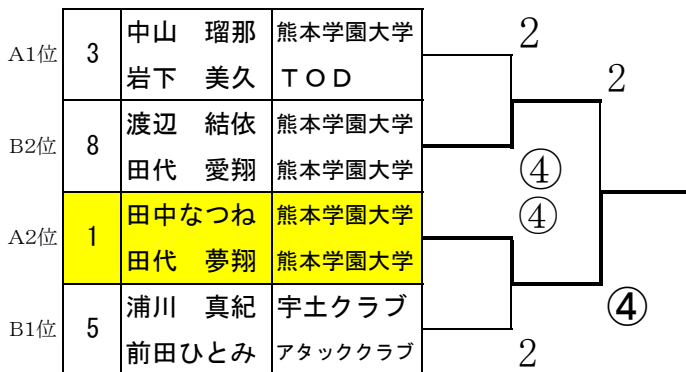 A1位 3 中山 瑠那 熊本学園大学 2
岩下 美久 TOD 2
B2位 8 渡辺 結依 熊本学園大学
田代 愛翔 熊本学園大学 ④
A2位 1 田中なつね 熊本学園大学 ④
田代 夢翔 熊本学園大学
B1位 5 浦川 真紀 宇土クラブ ④
前田ひとみ アタッククラブ 2